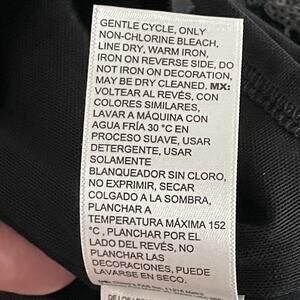 GENTLE CYCLE, ONLY
NON-CHLORINE BLEACH,
LINE DRY, WARM IRON,
IRON ON REVERSE SIDE, DO
NOT IRON ON DECORATION,
MAY BE DRY CLEANED. MX:
VOLTEAR AL REVÉS, CON
COLORES SIMILARES,
LAVAR A MÁQUINA CON
AGUA FRÍA 30 °C EN
PROCESO SUAVE, USAR
DETERGENTE, USAR
SOLAMENTE
BLANQUEADOR SIN CLORO,
NO EXPRIMIR, SECAR
COLGADO A LA SOMBRA,
PLANCHAR A
TEMPERATURA MÁXIMA 152
°C , PLANCHAR POR EL
LADO DEL REVÉS, NO
PLANCHAR LAS
DECORACIONES, PUEDE
LAVARSE EN SECO.